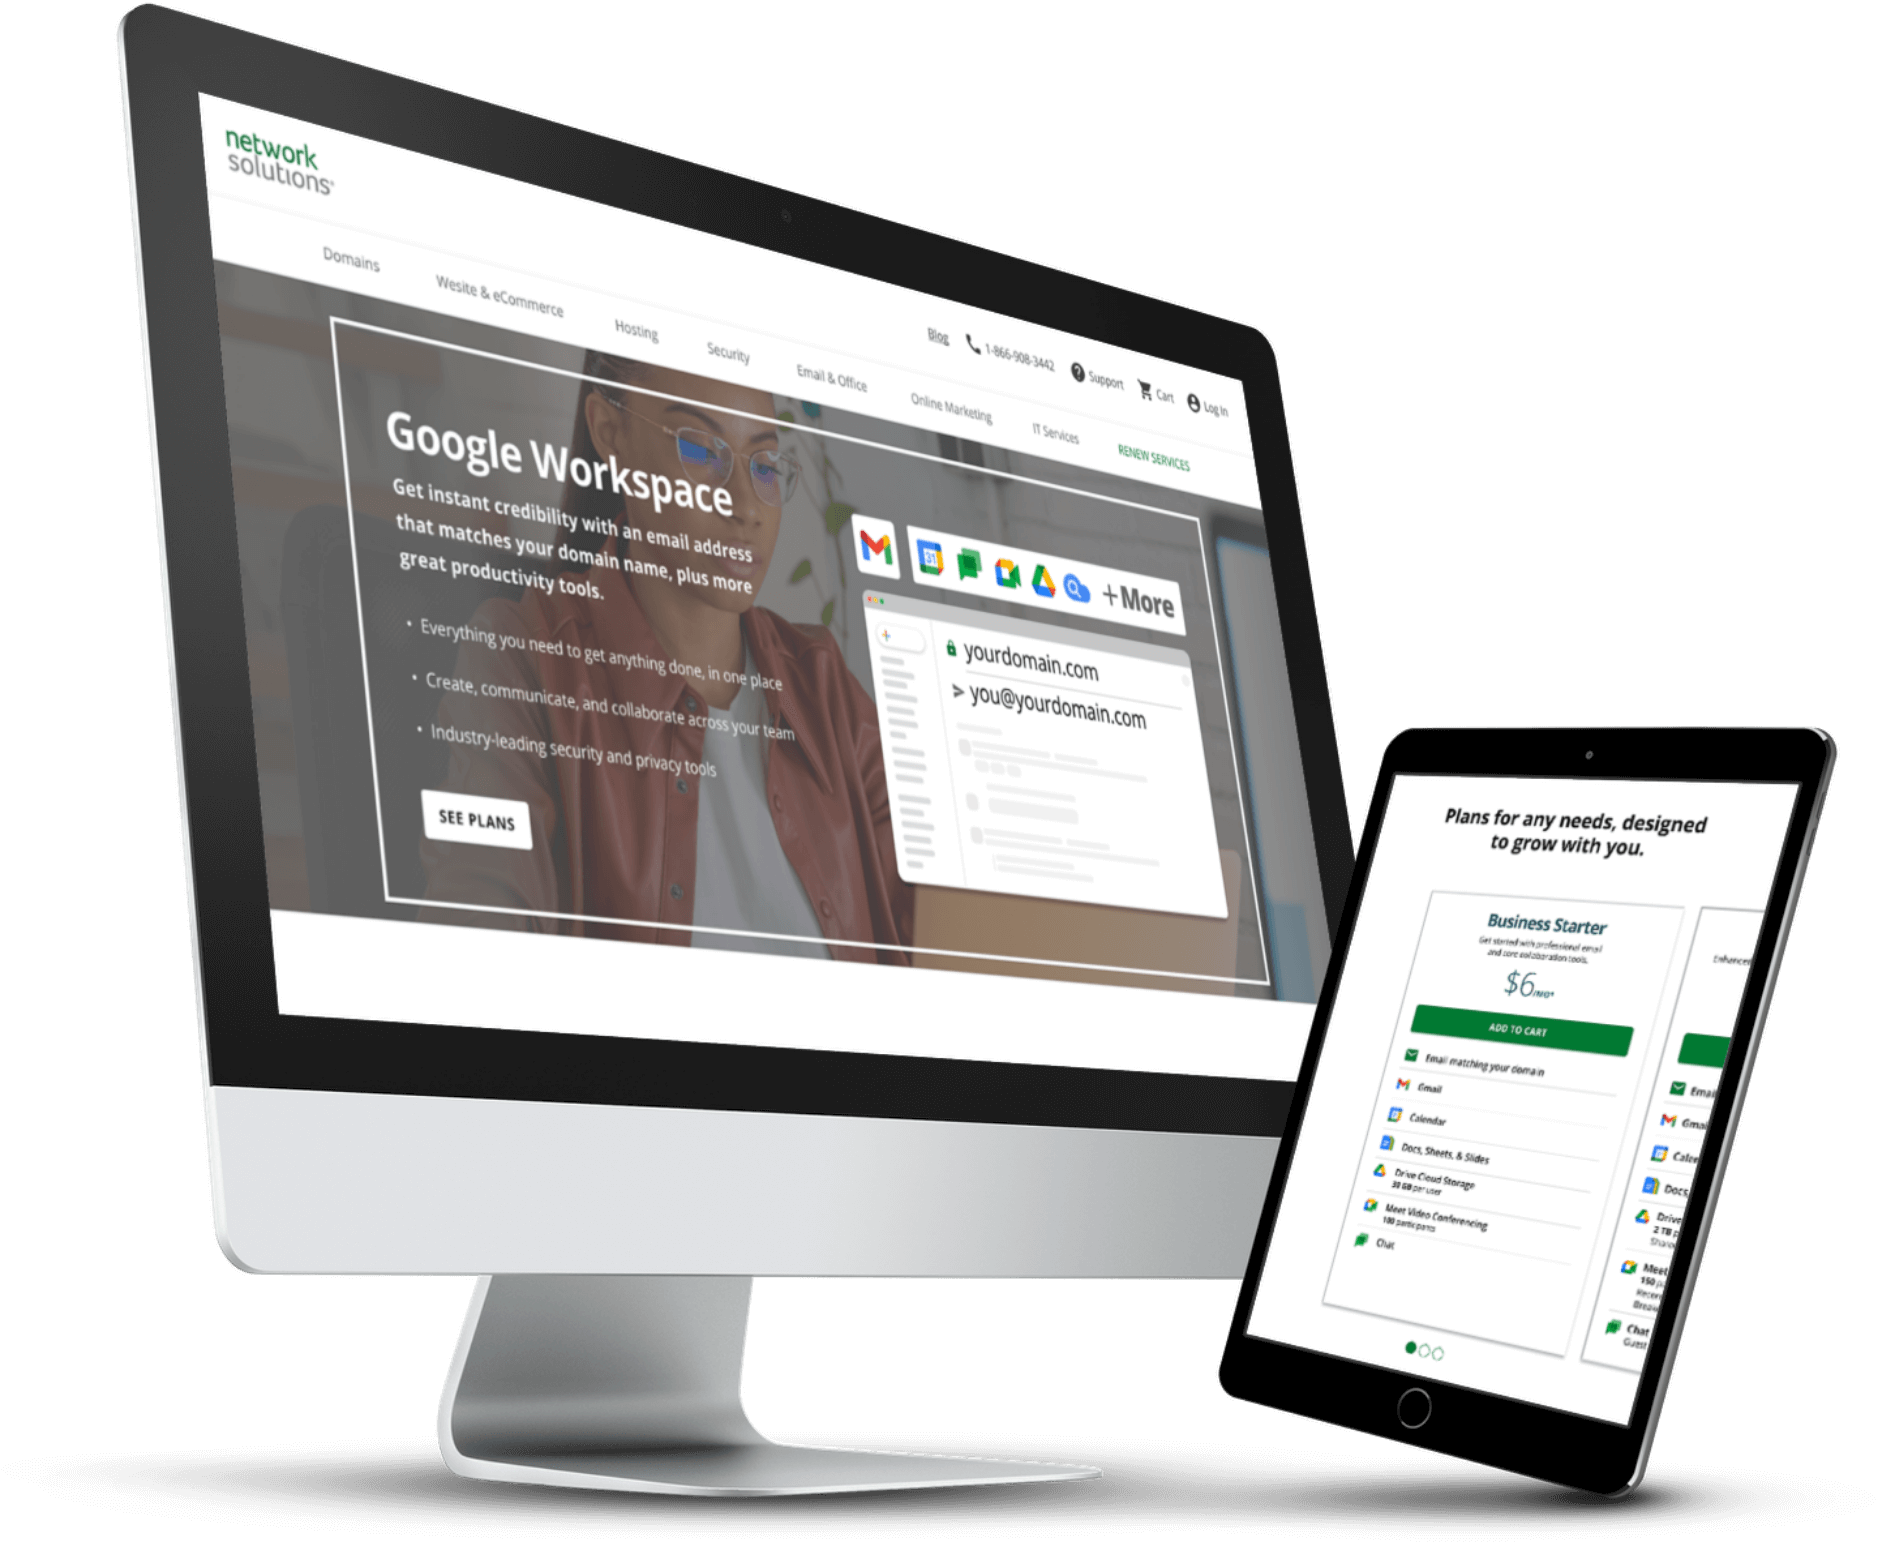 network
solutions
Blog
1-866-908-3442
Support
Cart
Log In
Domains
Wesite & eCommerce
Hosting
Security
Email & Office
Online Marketing
IT Services
RENEW SERVICES
Google Workspace
Get instant credibility with an email address
that matches your domain name, plus more
great productivity tools.
• Everything you need to get anything done, in one place
• Create, communicate, and collaborate across your team
• Industry-leading security and privacy tools
SEE PLANS
31
+More
yourdomain.com
you@yourdomain.com
Plans for any needs, designed
to grow with you.
Business Starter
Get started with professional email
and core collaboration tools.
$6/MO*
ADD TO CART
Email matching your domain
Gmail
Calendar
Docs, Sheets, & Slides
Drive Cloud Storage
30 GB per user
Meet Video Conferencing
100 participants
Chat
Enhanced
Email
Gmai
Calen
Docs,
Drive
2 TB p
Meet
150
Chat
Guest